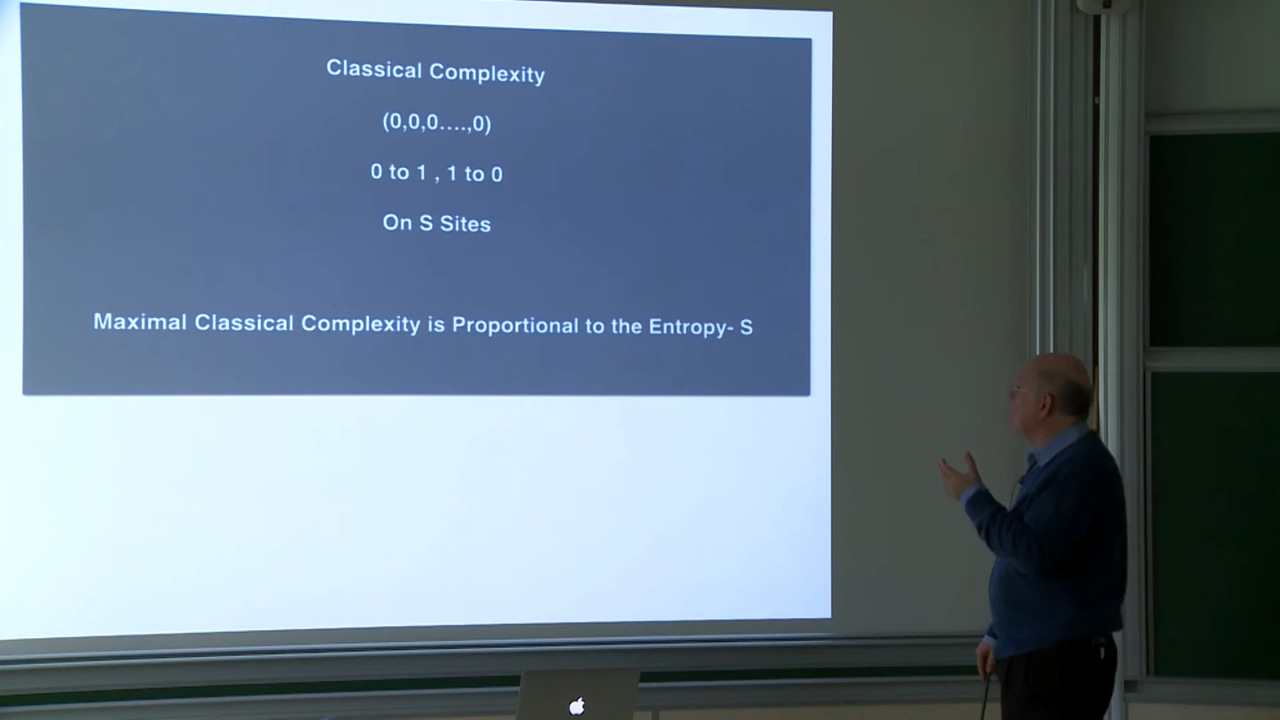 Classical Complexity
(0,0,0....,0)
0 to 1 , 1 to 0
On S Sites
Maximal Classical Complexity is Proportional to the Entropy- S